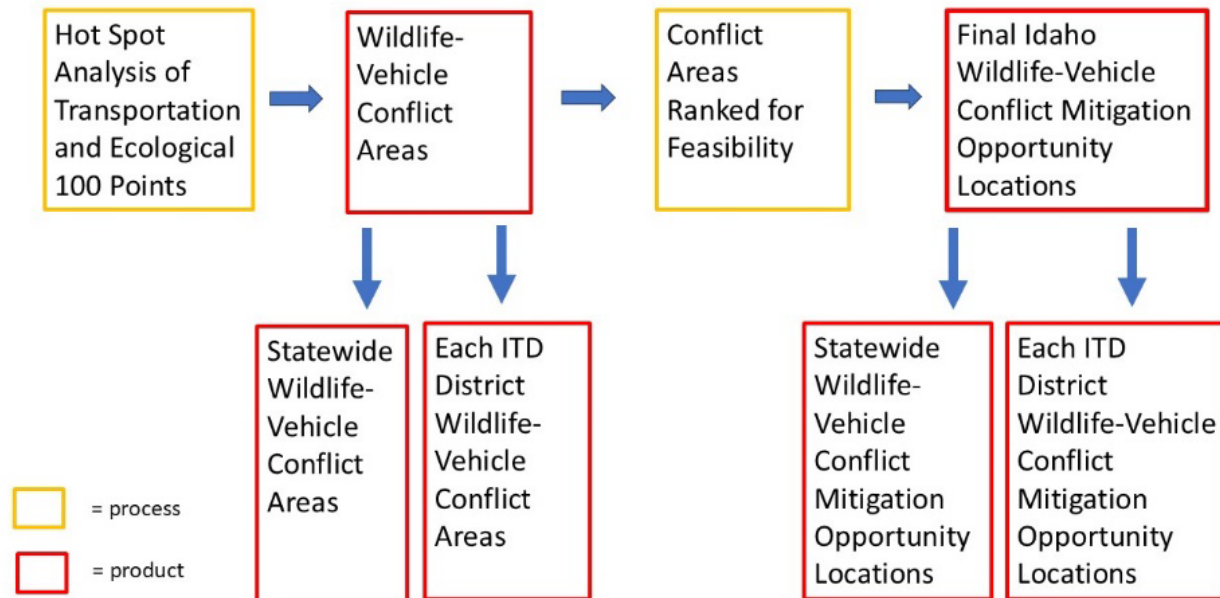 Hot Spot
Analysis of
Transportation
and Ecological
100 Points
Wildlife-
Vehicle
Conflict
Areas
Conflict
Areas
Ranked for
Feasibility
Final Idaho
Wildlife-Vehicle
Conflict Mitigation
Opportunity
Locations
Statewide
Wildlife-
Vehicle
Conflict
Areas
Each ITD
District
Wildlife-
Vehicle
Conflict
Areas
Statewide
Wildlife-
Vehicle
Conflict
Mitigation
Opportunity
Locations
Each ITD
District
Wildlife-Vehicle
Conflict
Mitigation
Opportunity
Locations
= process
= product